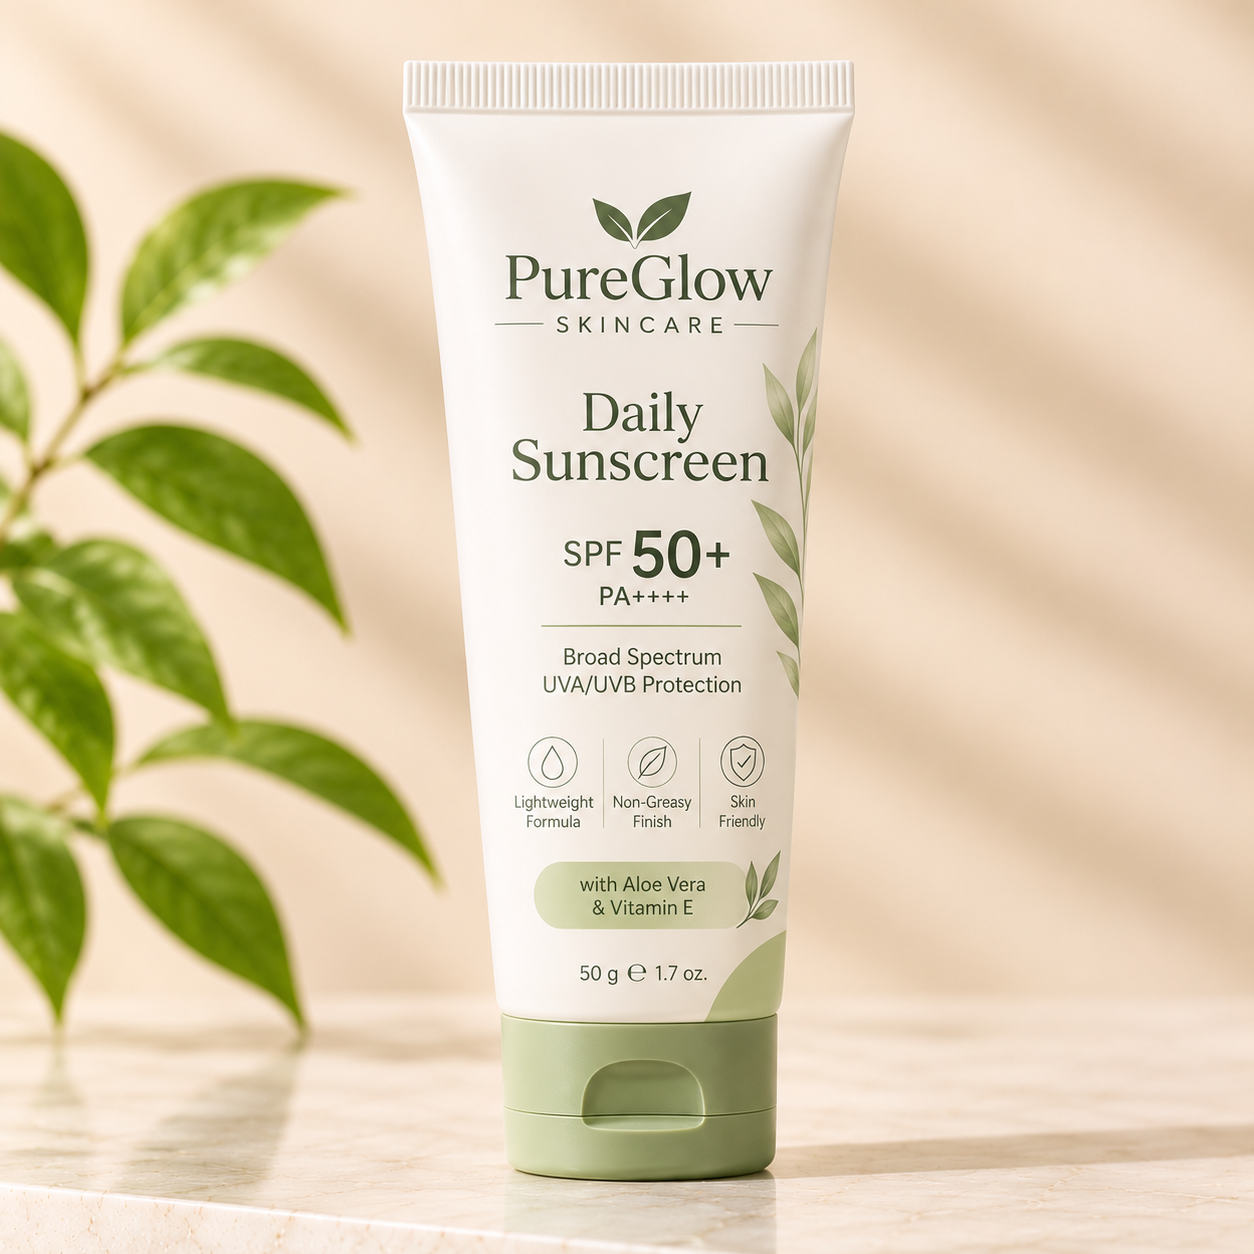 PureGlow
SKINCARE
Daily
Sunscreen
SPF 50+
PA++++
Broad Spectrum
UVA/UVB Protection
Lightweight
Formula
Non-Greasy
Finish
Skin
Friendly
with Aloe Vera
& Vitamin E
50 g ℮ 1.7 oz.